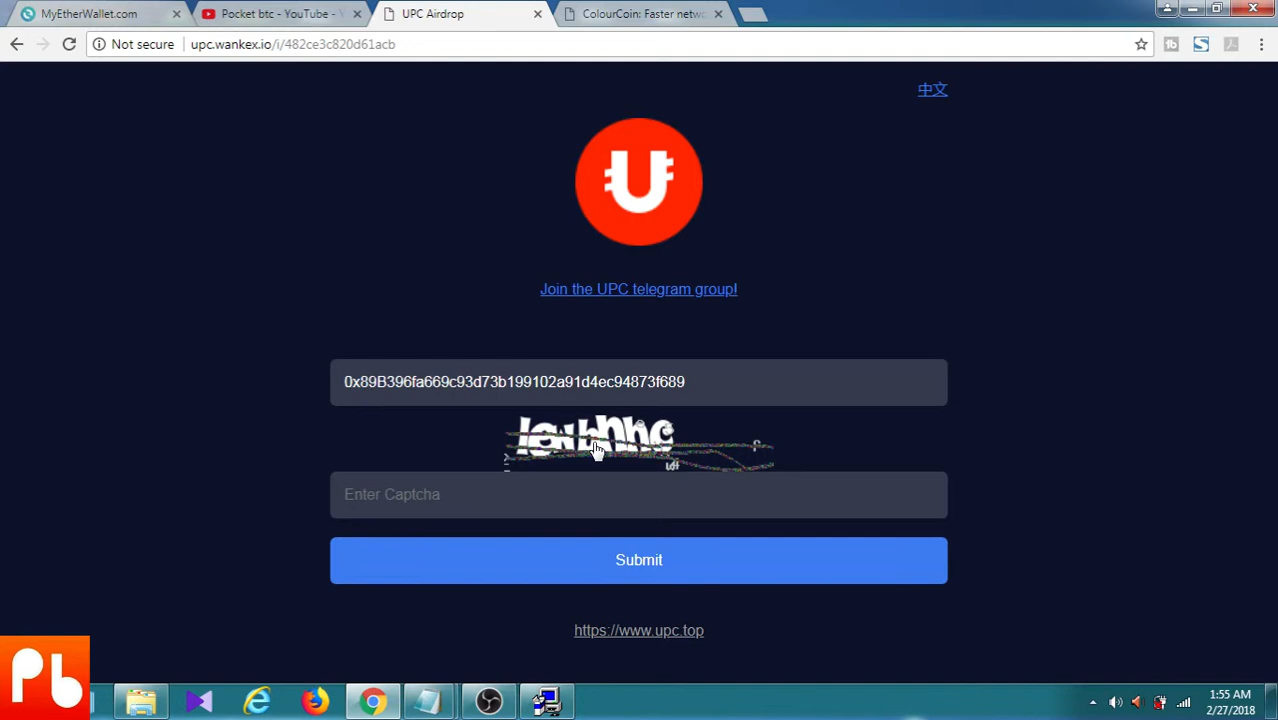 MyEtherWallet.com
Pocket btc - YouTube - Y
UPC Airdrop
ColourCoin: Faster netw
Not secure
upc.wankex.io/i/482ce3c820d61acb
中文
Join the UPC telegram group!
0x89B396fa669c93d73b199102a91d4ec94873f689
Enter Captcha
Submit
https://www.upc.top
Pb
1:55 AM
2/27/2018